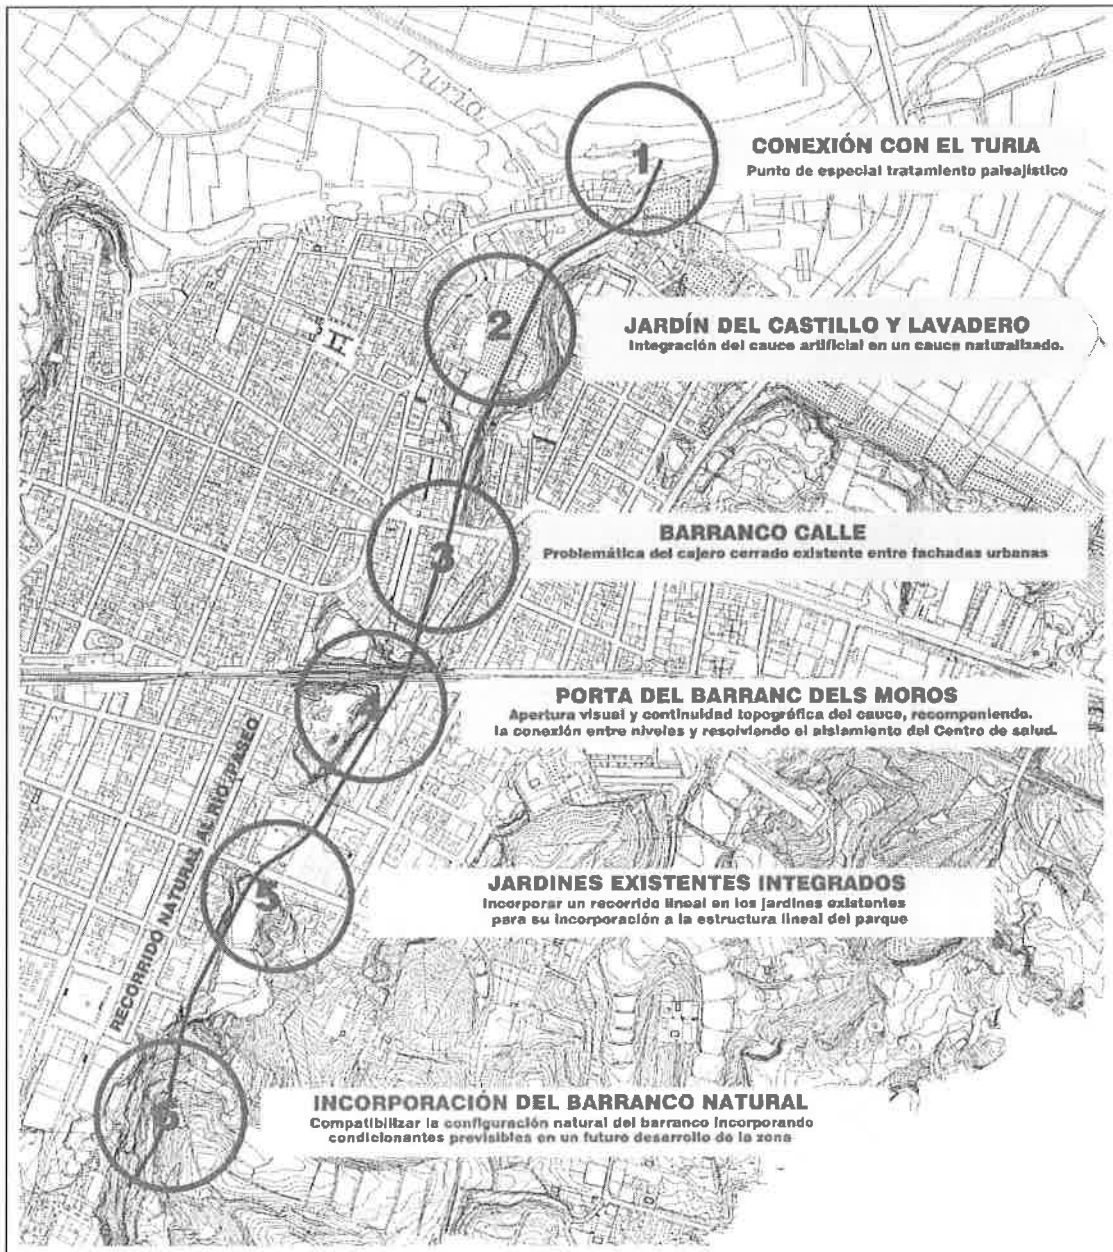 Turia
1
CONEXIÓN CON EL TURIA
Punto de especial tratamiento paisajístico
2
JARDÍN DEL CASTILLO Y LAVADERO
Integración del cauce artificial en un cauce naturalizado.
3
BARRANCO CALLE
Problemática del cajero cerrado existente entre fachadas urbanas
4
PORTA DEL BARRANC DELS MOROS
Apertura visual y continuidad topográfica del cauce, recomponiendo.
la conexión entre niveles y resolviendo el aislamiento del Centro de salud.
RECORRIDO NATURAL AL RÍO, PASO
5
JARDINES EXISTENTES INTEGRADOS
Incorporar un recorrido lineal en los jardines existentes
para su incorporación a la estructura lineal del parque
6
INCORPORACIÓN DEL BARRANCO NATURAL
Compatibilizar la configuración natural del barranco incorporando
condicionantes previsibles en un futuro desarrollo de la zona